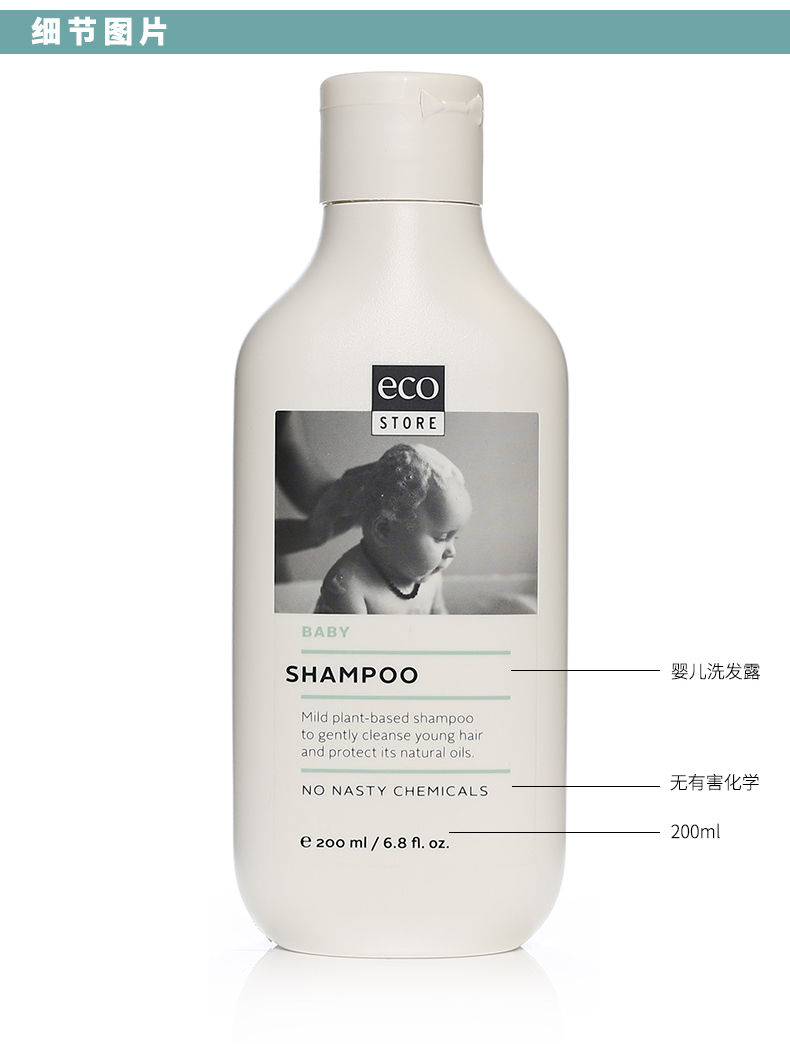 细节图片
eco
STORE
BABY
SHAMPOO
婴儿洗发露
Mild plant-based shampoo
to gently cleanse young hair
and protect its natural oils.
NO NASTY CHEMICALS
无有害化学
℮ 200 ml / 6.8 fl. oz.
200ml